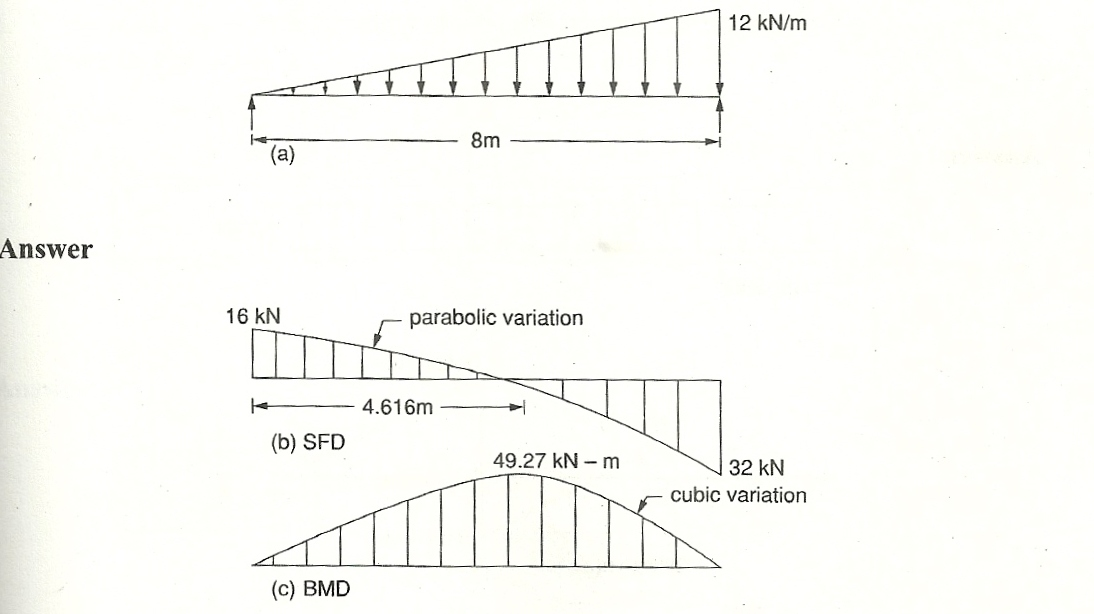 12 kN/m
8m
(a)
Answer
16 kN
parabolic variation
4.616m
(b) SFD
49.27 kN – m
32 kN
cubic variation
(c) BMD